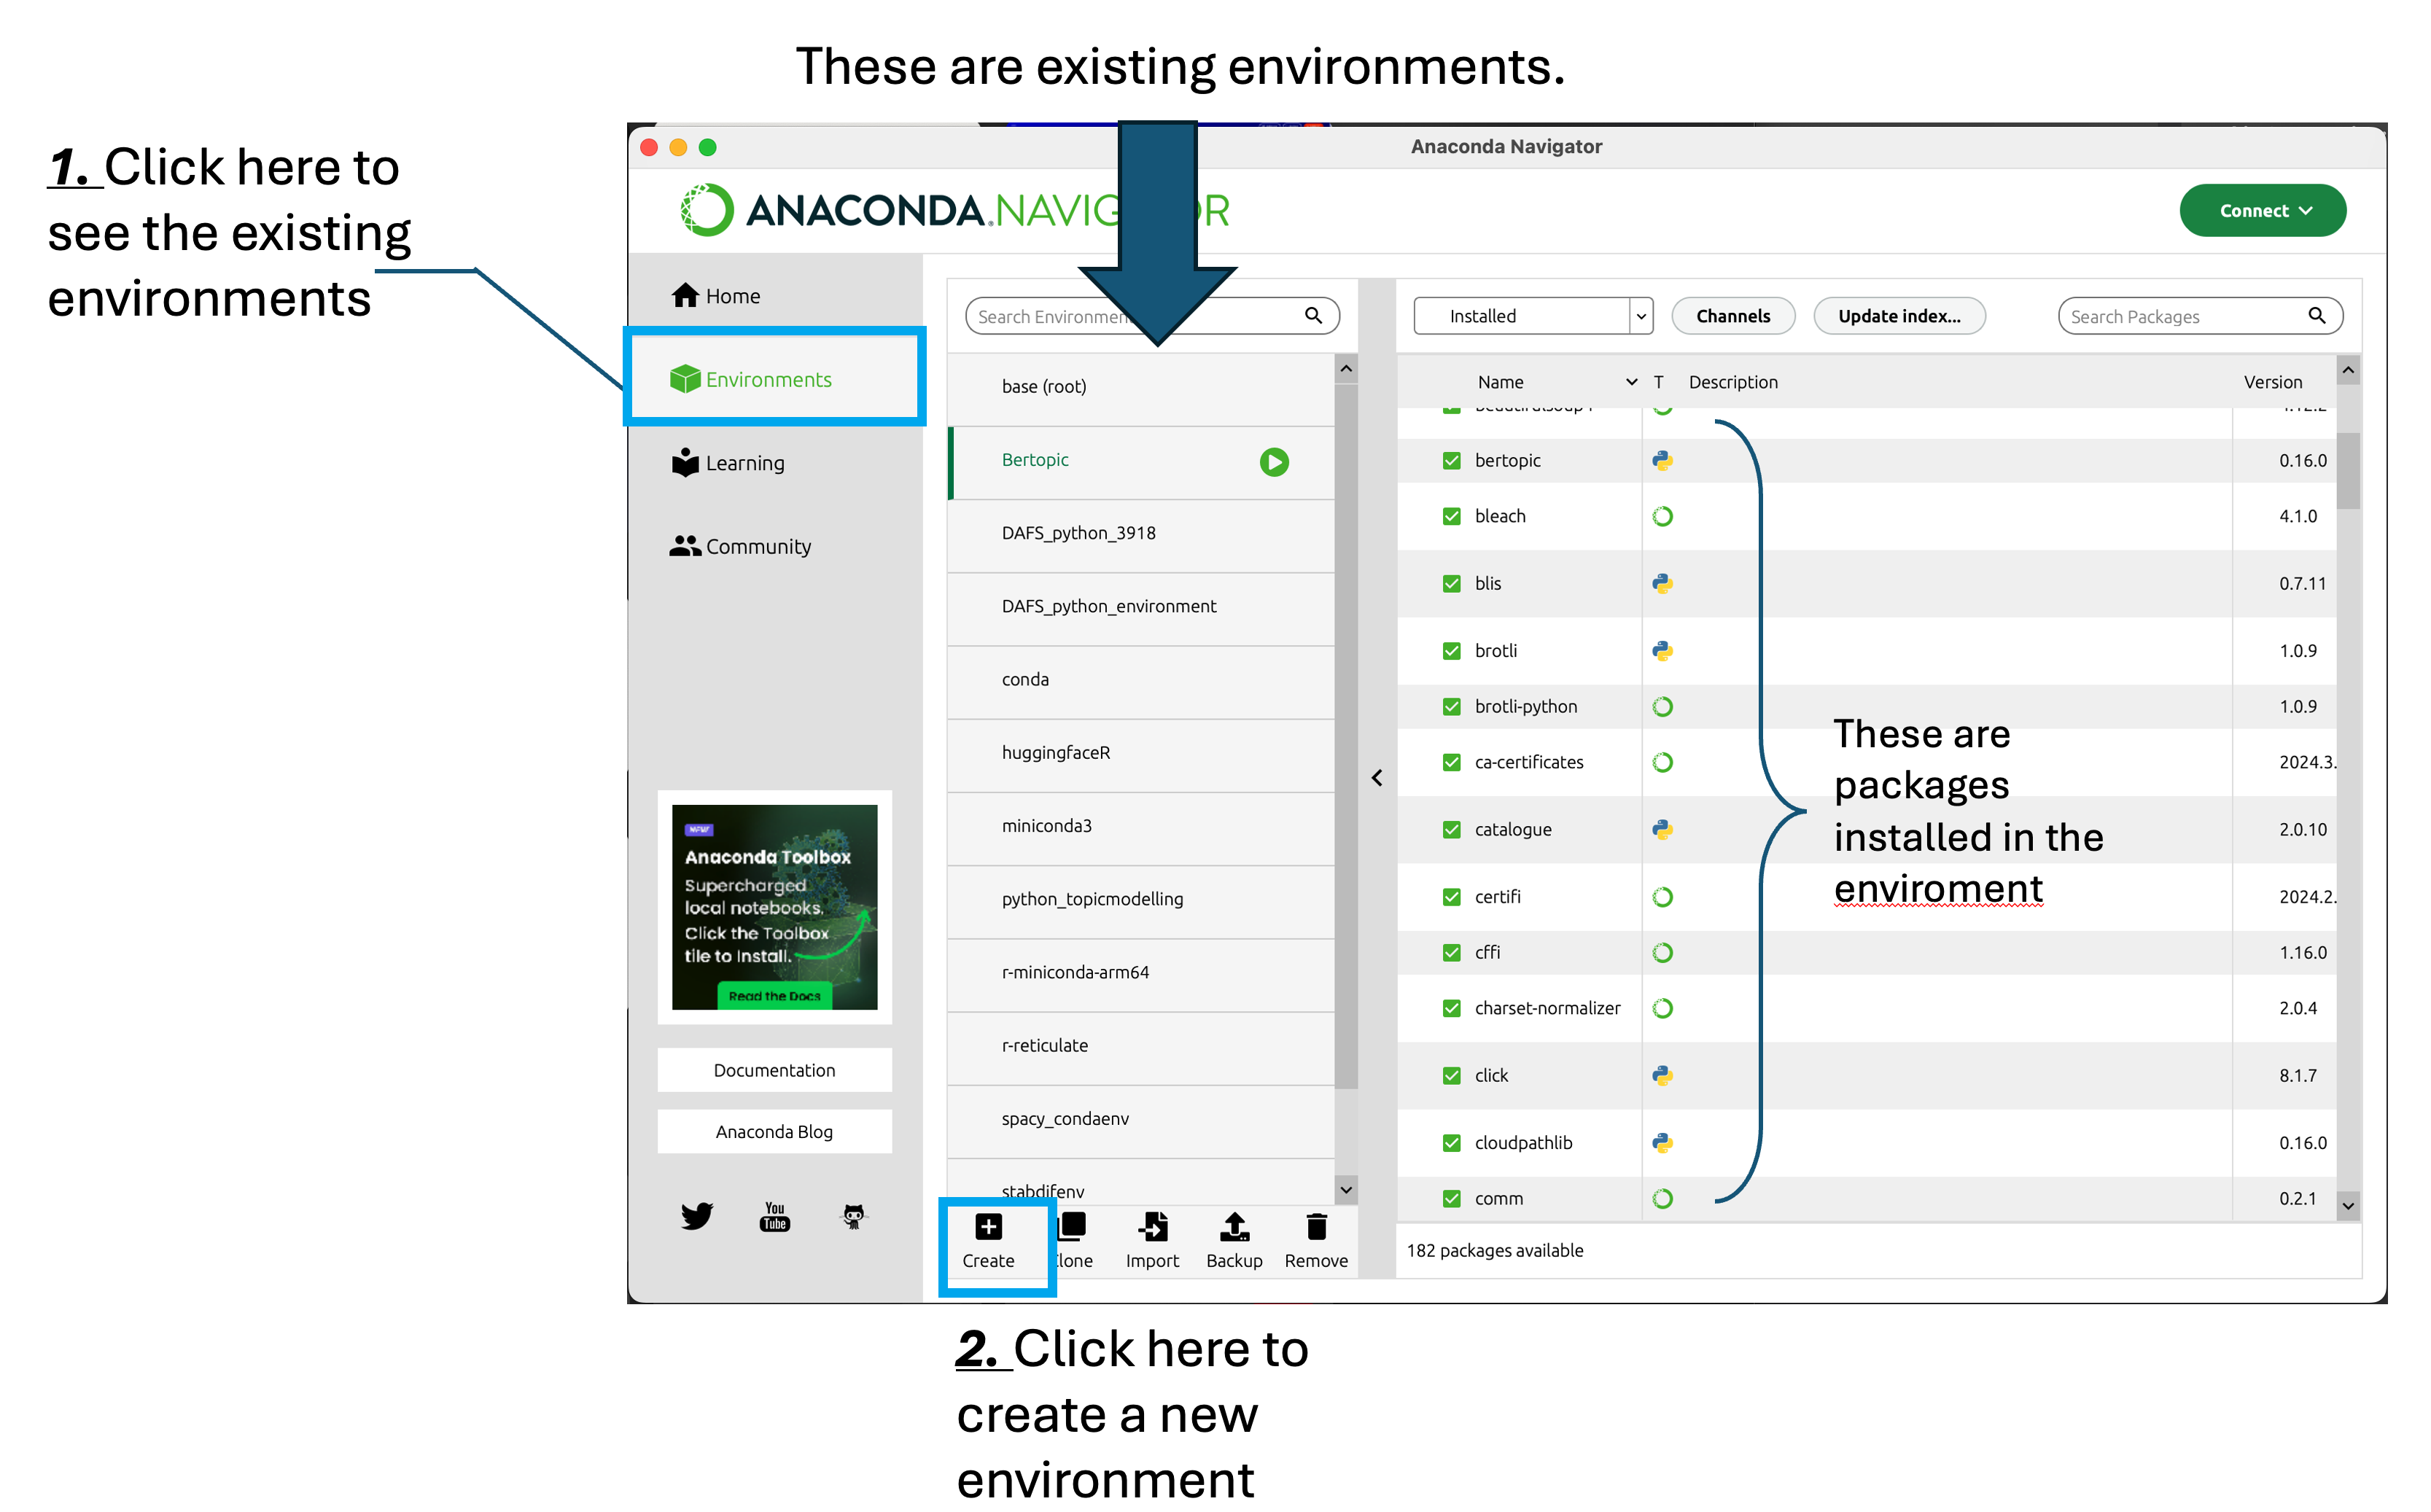 These are existing environments.
1. Click here to
see the existing
environments
Anaconda Navigator
ANACONDA.NAVIG R
Connect
Home
Environments
Learning
Community
NEW
Anaconda Toolbox
Supercharged
local notebooks.
Click the Toolbox
tile to Install.
Read the Docs
Documentation
Anaconda Blog
You
Tube
Search Environmen
base (root)
Bertopic
DAFS_python_3918
DAFS_python_environment
conda
huggingfaceR
miniconda3
python_topicmodelling
r-miniconda-arm64
r-reticulate
spacy_condaenv
stabdifenv
Create
lone
Import
Backup
Remove
Installed
Channels
Update index...
Search Packages
Name T Description Version
beautifulsoup4 4.12.2
bertopic 0.16.0
bleach 4.1.0
blis 0.7.11
brotli 1.0.9
brotli-python 1.0.9
ca-certificates 2024.3.
catalogue 2.0.10
certifi 2024.2.
cffi 1.16.0
charset-normalizer 2.0.4
click 8.1.7
cloudpathlib 0.16.0
comm 0.2.1
182 packages available
These are
packages
installed in the
enviroment
2. Click here to
create a new
environment